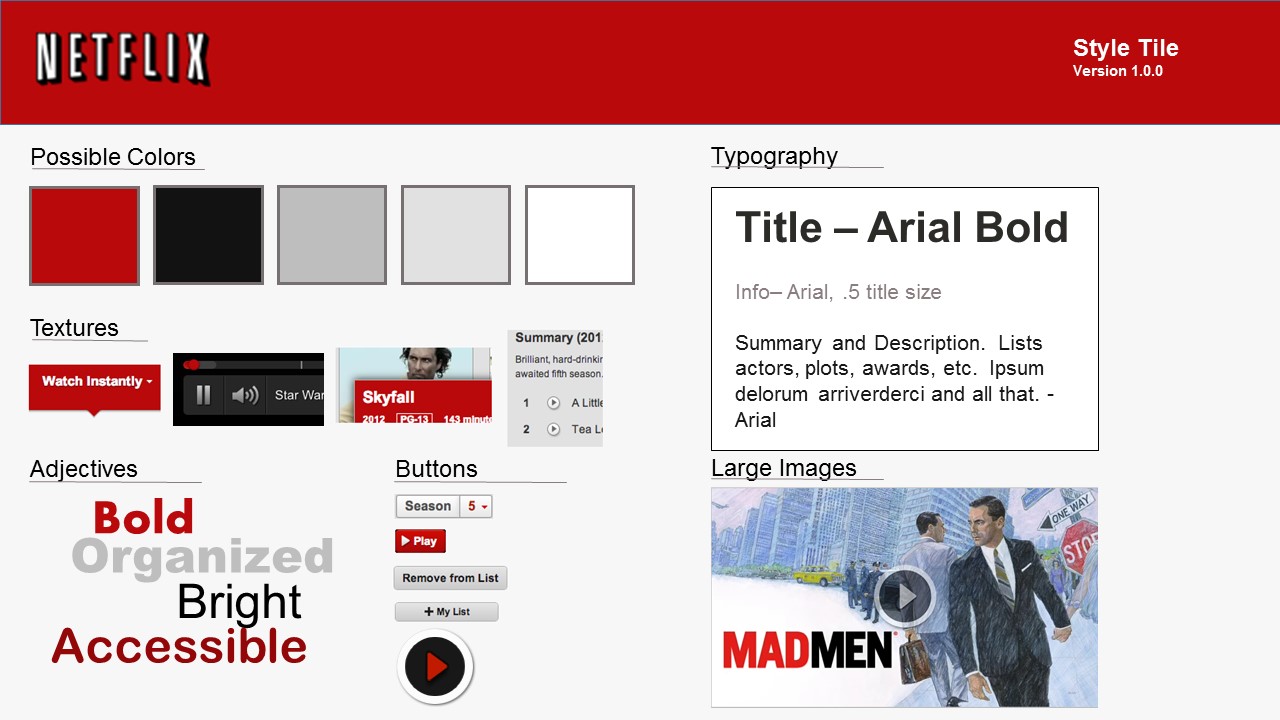 NETFLIX
Style Tile
Version 1.0.0
Possible Colors
Typography
Title – Arial Bold
Info– Arial, .5 title size
Summary and Description. Lists
actors, plots, awards, etc. Ipsum
delorum arriverderci and all that. -
Arial
Textures
Watch Instantly
Star War
Skyfall
2012 PG-13 143 minute
Summary (201
Brilliant, hard-drinkin
awaited fifth season.
1 A Little
2 Tea L
Adjectives
Bold
Organized
Bright
Accessible
Buttons
Season 5
Play
Remove from List
+ My List
Large Images
ONE WAY
STOP
MADMEN